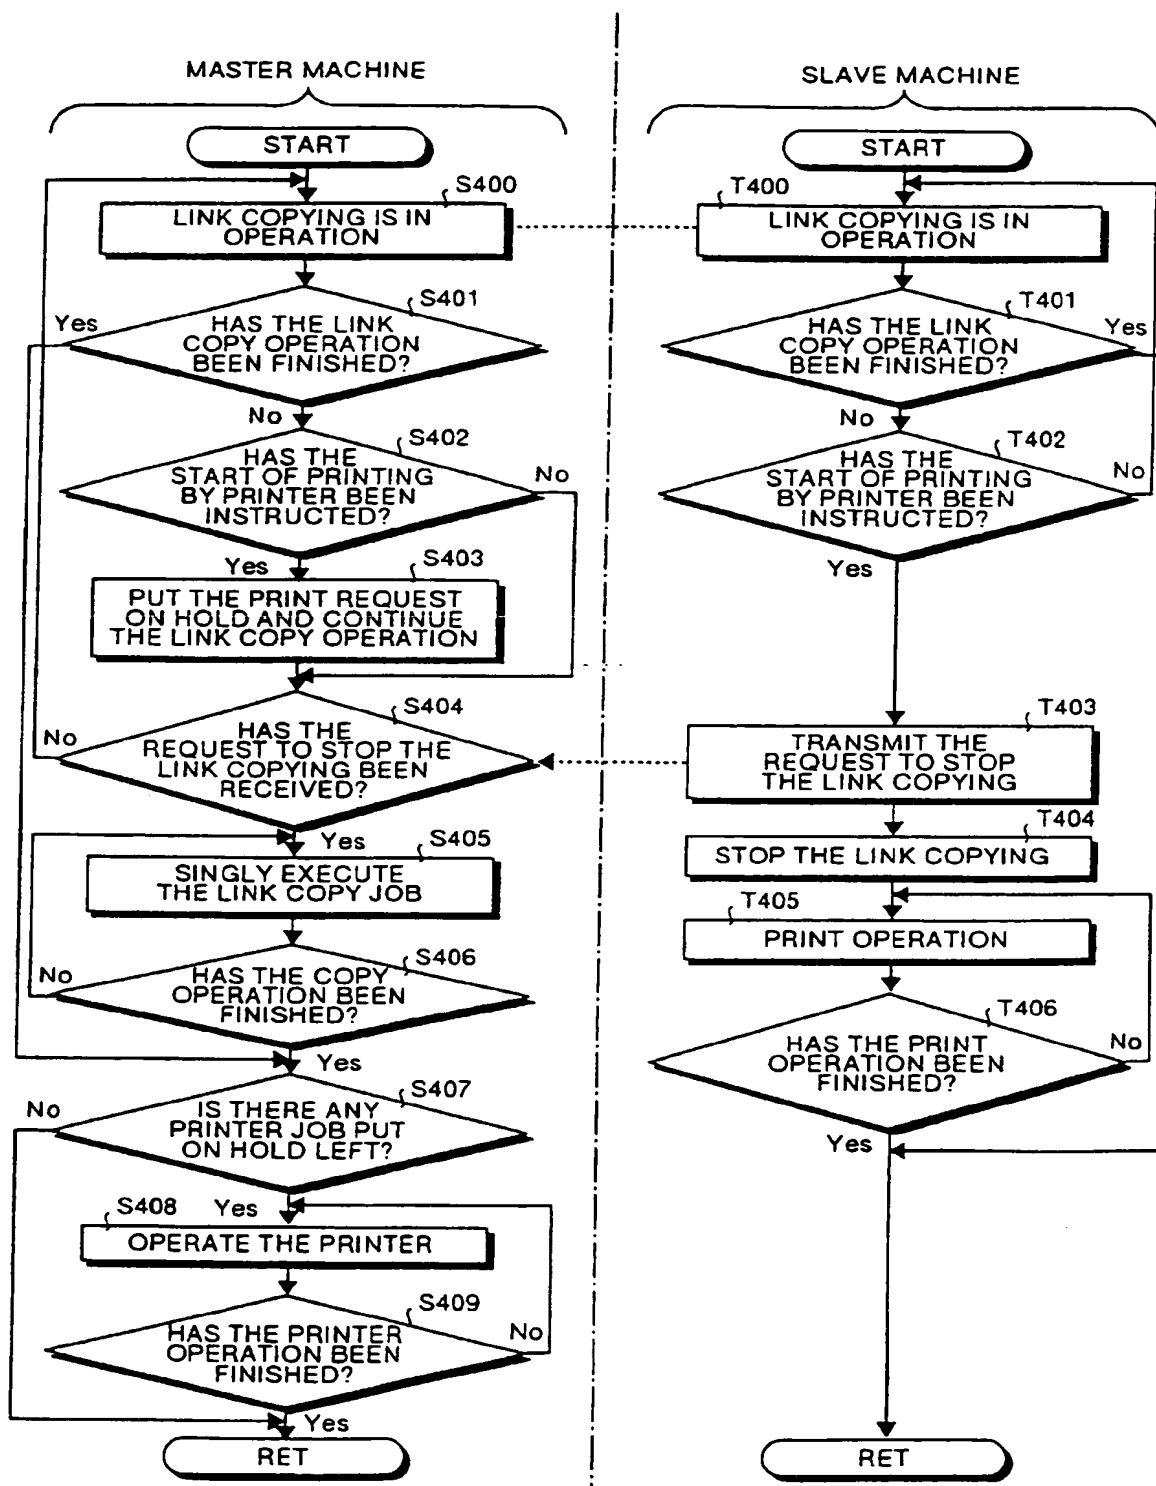 MASTER MACHINE
START
S400
LINK COPYING IS IN
OPERATION
S401
Yes
HAS THE LINK
COPY OPERATION
BEEN FINISHED?
No
S402
HAS THE
START OF PRINTING
BY PRINTER BEEN
INSTRUCTED?
No
Yes
S403
PUT THE PRINT REQUEST
ON HOLD AND CONTINUE
THE LINK COPY OPERATION
S404
No
HAS THE
REQUEST TO STOP THE
LINK COPYING BEEN
RECEIVED?
Yes
S405
SINGLY EXECUTE
THE LINK COPY JOB
S406
No
HAS THE COPY
OPERATION BEEN
FINISHED?
Yes
S407
No
IS THERE ANY
PRINTER JOB PUT
ON HOLD LEFT?
S408
Yes
OPERATE THE PRINTER
S409
HAS THE PRINTER
OPERATION BEEN
FINISHED?
No
Yes
RET
SLAVE MACHINE
START
T400
LINK COPYING IS IN
OPERATION
T401
Yes
HAS THE LINK
COPY OPERATION
BEEN FINISHED?
No
T402
HAS THE
START OF PRINTING
BY PRINTER BEEN
INSTRUCTED?
No
Yes
T403
TRANSMIT THE
REQUEST TO STOP
THE LINK COPYING
T404
STOP THE LINK COPYING
T405
PRINT OPERATION
T406
HAS THE PRINT
OPERATION BEEN
FINISHED?
No
Yes
RET